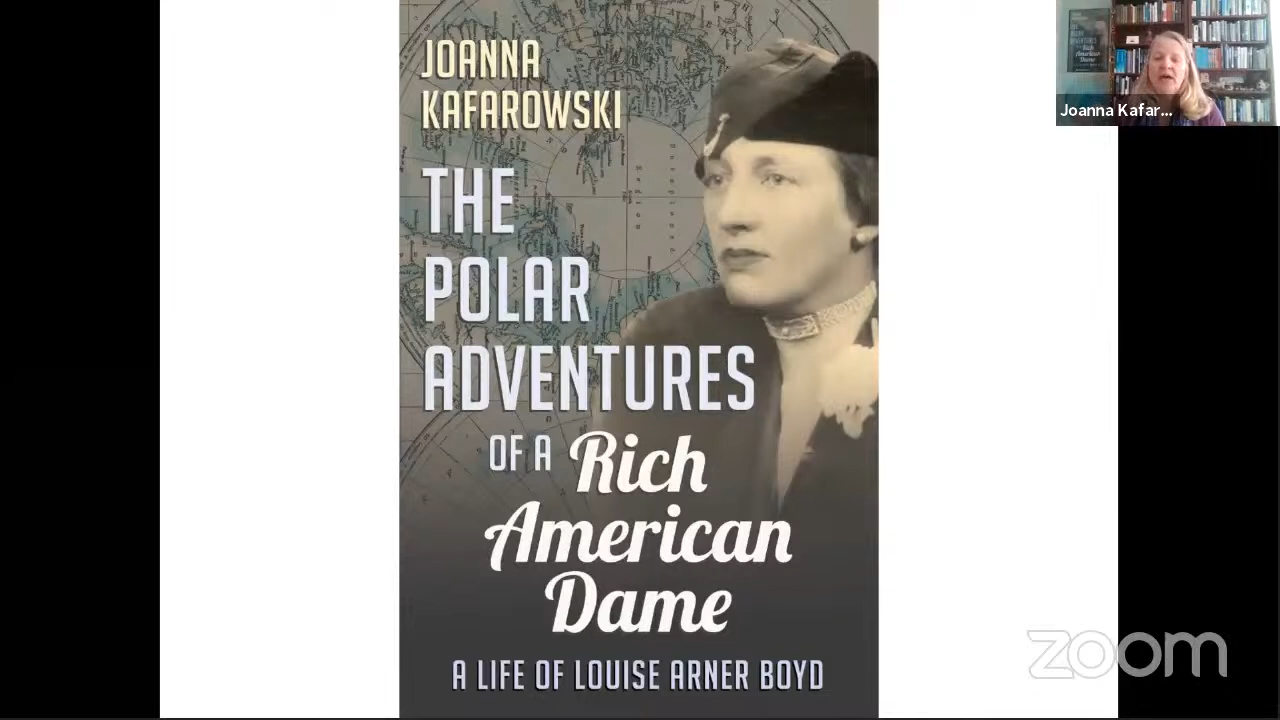 JOANNA
KAFAROWSKI
THE
POLAR
ADVENTURES
OF A Rich
American
Dame
A LIFE OF LOUISE ARNER BOYD
Joanna Kafar...
zoom